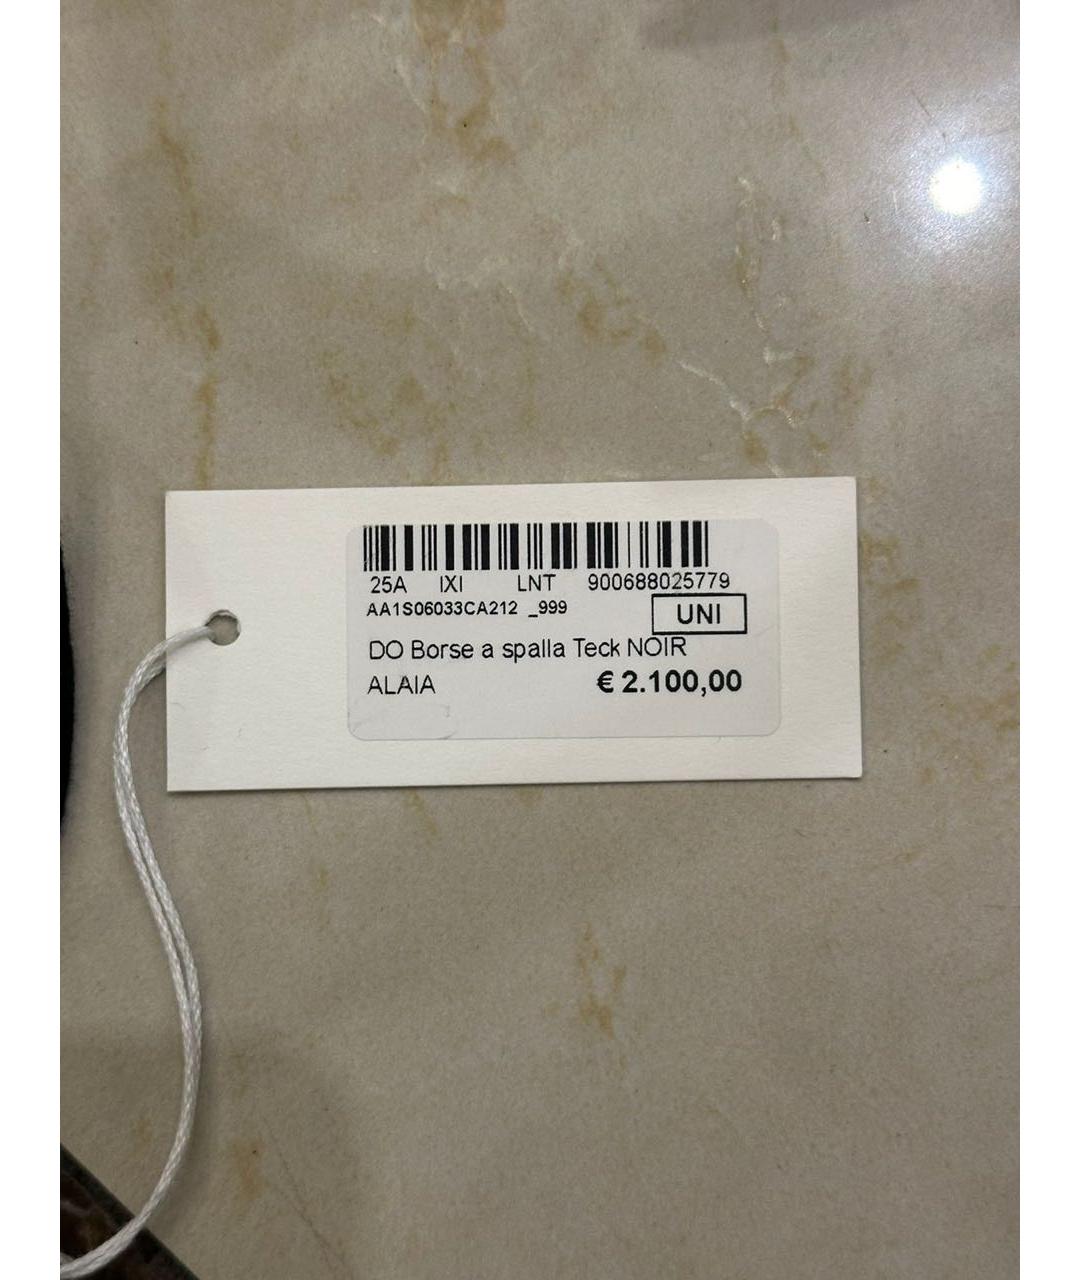 25A IXI LNT 900688025779
AA1S06033CA212 _999
UNI
DO Borse a spalla Teck NOIR
ALAIA € 2.100,00